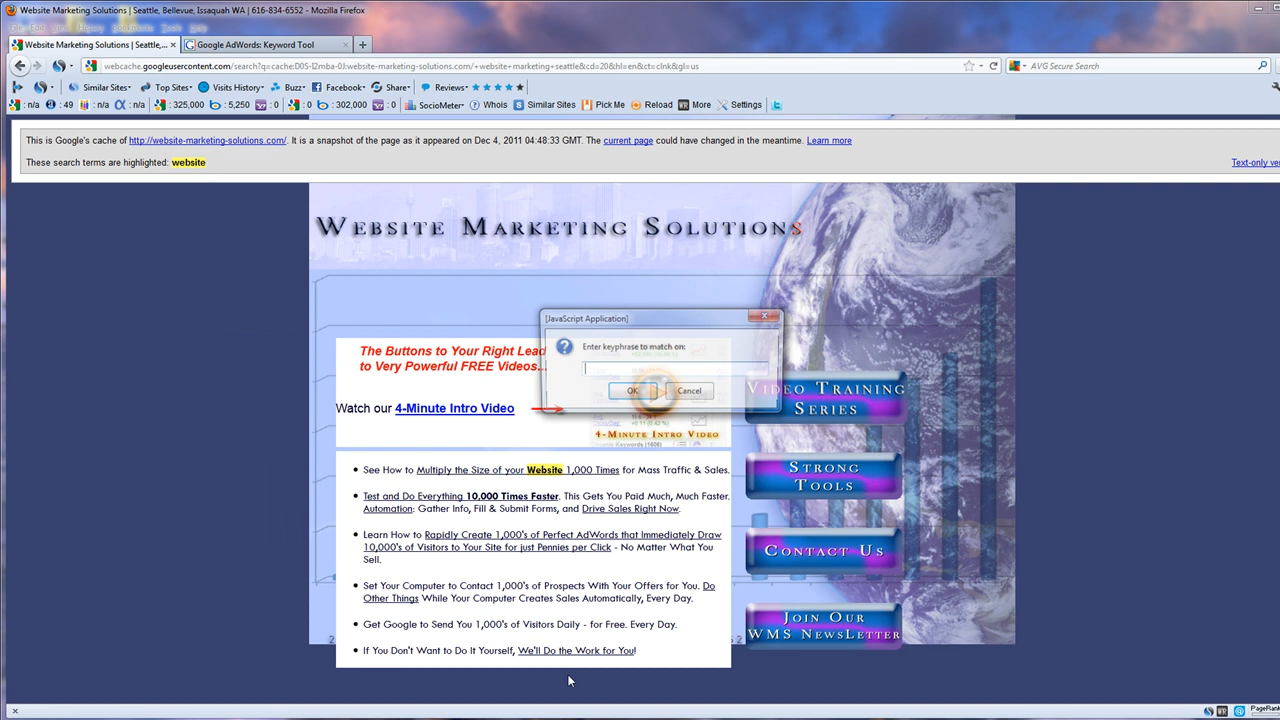 Website Marketing Solutions | Seattle, Bellevue, Issaquah WA | 616-834-6552 - Mozilla Firefox
Website Marketing Solutions | Seattle,...
Google AdWords: Keyword Tool
webcache.googleusercontent.com/search?q=cache:D0S-I2mba-0J:website-marketing-solutions.com/+website+marketing+seattle&cd=20&hl=en&ct=clnk&gl=us
AVG Secure Search
Similar Sites Top Sites Visits History Buzz Facebook Share Reviews
: n/a : 49 : n/a : n/a : 325,000 : 5,250 : 0 : 0 : 302,000 : 0 SocioMeter Whois Similar Sites Pick Me Reload More Settings
This is Google's cache of http://website-marketing-solutions.com/. It is a snapshot of the page as it appeared on Dec 4, 2011 04:48:33 GMT. The current page could have changed in the meantime. Learn more
These search terms are highlighted: website
Text-only ve
Website Marketing Solutions
[JavaScript Application]
Enter keyphrase to match on:
OK Cancel
The Buttons to Your Right Lead
to Very Powerful FREE Videos...
Watch our 4-Minute Intro Video
4-Minute Intro Video
Video Training
Series
See How to Multiply the Size of your Website 1,000 Times for Mass Traffic & Sales.
Strong
Tools
Test and Do Everything 10,000 Times Faster. This Gets You Paid Much, Much Faster.
Automation: Gather Info, Fill & Submit Forms, and Drive Sales Right Now.
Learn How to Rapidly Create 1,000's of Perfect AdWords that Immediately Draw
10,000's of Visitors to Your Site for just Pennies per Click - No Matter What You
Sell.
Contact Us
Set Your Computer to Contact 1,000's of Prospects With Your Offers for You. Do
Other Things While Your Computer Creates Sales Automatically, Every Day.
Get Google to Send You 1,000's of Visitors Daily - for Free. Every Day.
Join Our
WMS NewsLetter
If You Don't Want to Do It Yourself, We'll Do the Work for You!
PageRank